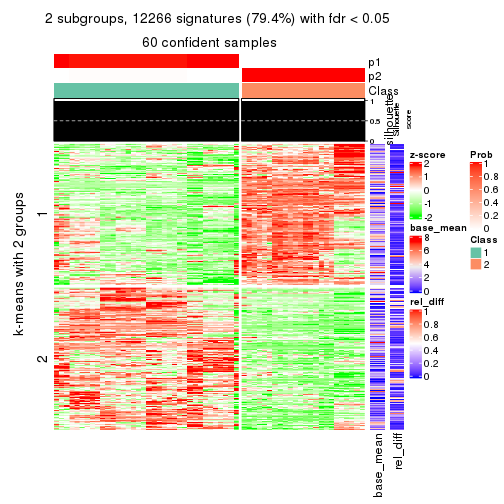 2 subgroups, 12266 signatures (79.4%) with fdr < 0.05
60 confident samples
p1
p2
Class
1
0.5
0
silhouette
Silhouette
score
k-means with 2 groups
1
2
base_mean
rel_diff
z-score
2
1
0
-1
-2
base_mean
8
6
4
2
0
rel_diff
1
0.8
0.6
0.4
0.2
0
Prob
1
0.8
0.6
0.4
0.2
0
Class
1
2